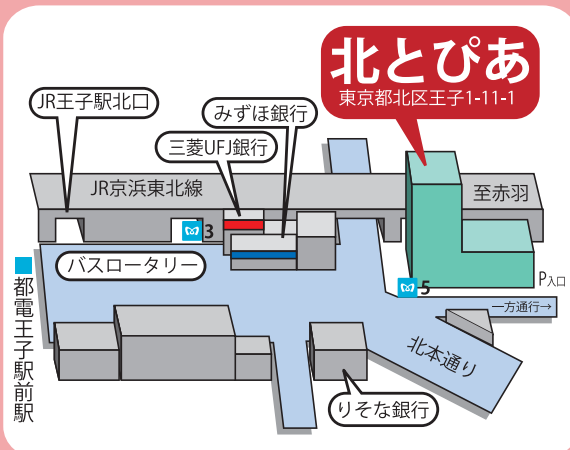 北とぴあ
東京都北区王子1-11-1
JR王子駅北口
みずほ銀行
三菱UFJ銀行
JR京浜東北線
至赤羽
3
バスロータリー
P入口
5
一方通行→
都電王子駅前駅
北本通り
りそな銀行